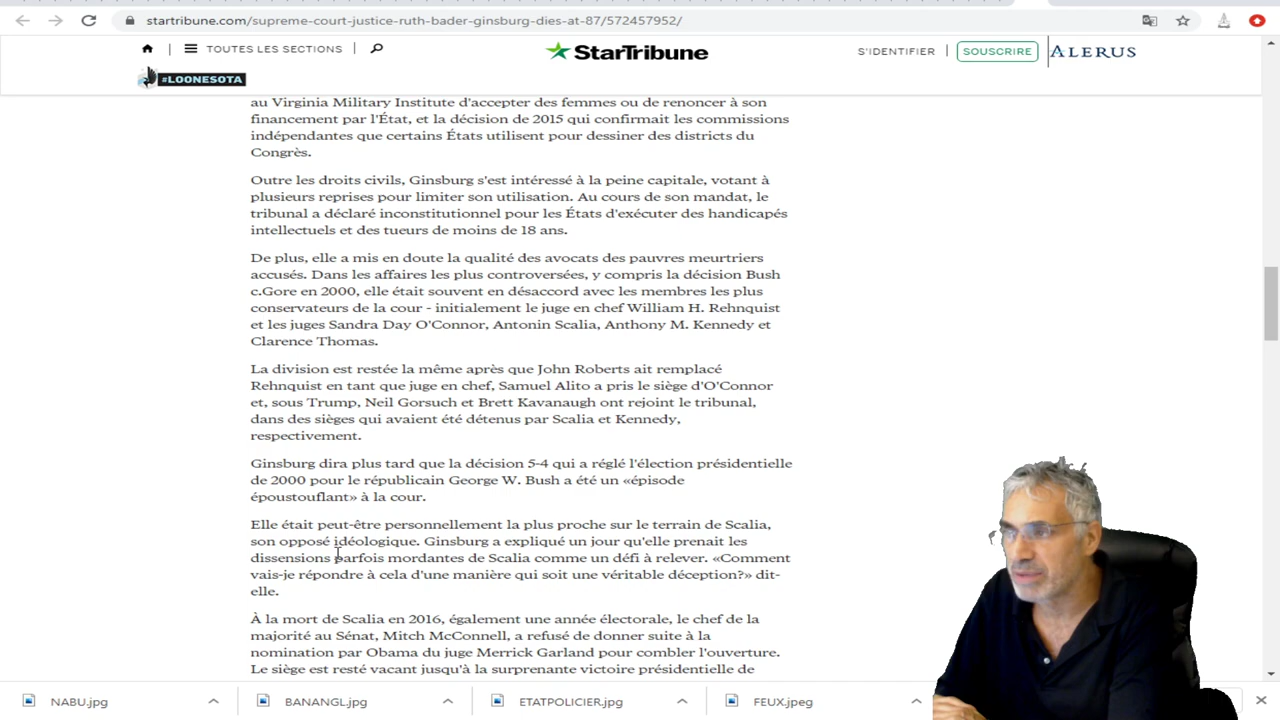 startribune.com/supreme-court-justice-ruth-bader-ginsburg-dies-at-87/572457952/
TOUTES LES SECTIONS
StarTribune
S'IDENTIFIER
SOUSCRIRE
ALERUS
#LOONESOTA
au Virginia Military Institute d'accepter des femmes ou de renoncer à son
financement par l'État, et la décision de 2015 qui confirmait les commissions
indépendantes que certains États utilisent pour dessiner des districts du
Congrès.
Outre les droits civils, Ginsburg s'est intéressé à la peine capitale, votant à
plusieurs reprises pour limiter son utilisation. Au cours de son mandat, le
tribunal a déclaré inconstitutionnel pour les États d'exécuter des handicapés
intellectuels et des tueurs de moins de 18 ans.
De plus, elle a mis en doute la qualité des avocats des pauvres meurtriers
accusés. Dans les affaires les plus controversées, y compris la décision Bush
c.Gore en 2000, elle était souvent en désaccord avec les membres les plus
conservateurs de la cour - initialement le juge en chef William H. Rehnquist
et les juges Sandra Day O'Connor, Antonin Scalia, Anthony M. Kennedy et
Clarence Thomas.
La division est restée la même après que John Roberts ait remplacé
Rehnquist en tant que juge en chef, Samuel Alito a pris le siège d'O'Connor
et, sous Trump, Neil Gorsuch et Brett Kavanaugh ont rejoint le tribunal,
dans des sièges qui avaient été détenus par Scalia et Kennedy,
respectivement.
Ginsburg dira plus tard que la décision 5-4 qui a réglé l'élection présidentielle
de 2000 pour le républicain George W. Bush a été un «épisode
époustouflant» à la cour.
Elle était peut-être personnellement la plus proche sur le terrain de Scalia,
son opposé idéologique. Ginsburg a expliqué un jour qu'elle prenait les
dissensions parfois mordantes de Scalia comme un défi à relever. «Comment
vais-je répondre à cela d'une manière qui soit une véritable déception?» dit-
elle.
À la mort de Scalia en 2016, également une année électorale, le chef de la
majorité au Sénat, Mitch McConnell, a refusé de donner suite à la
nomination par Obama du juge Merrick Garland pour combler l'ouverture.
Le siège est resté vacant jusqu'à la surprenante victoire présidentielle de
NABU.jpg
BANANGL.jpg
ETATPOLICIER.jpg
FEUX.jpeg